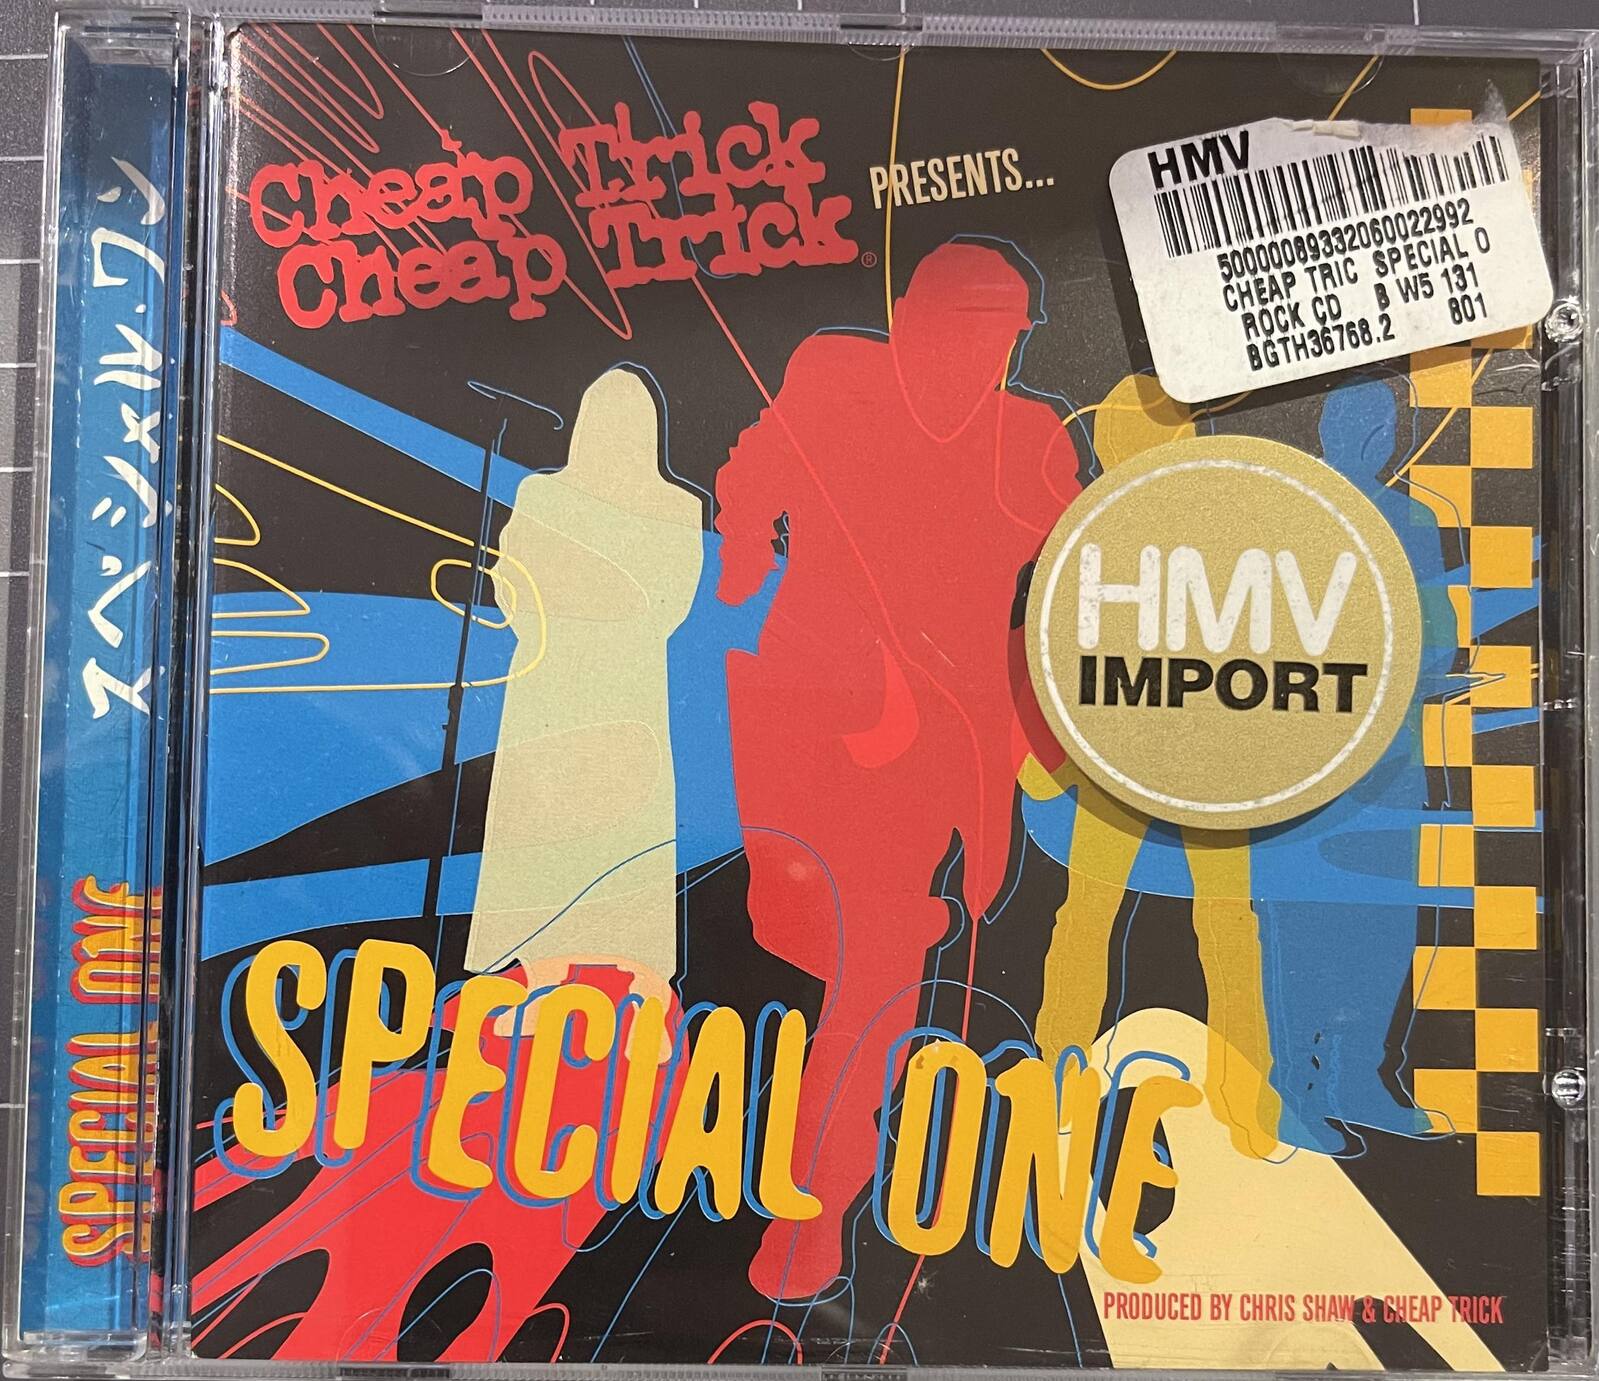 スペシャル・ワン
SPECIAL ONE
Cheap Trick
Cheap Trick®
PRESENTS...
HMV
50000089332060022992
CHEAP TRIC SPECIAL O
ROCK CD B W5 131
BGTH36768.2 801
HMV
IMPORT
SPECIAL ONE
PRODUCED BY CHRIS SHAW & CHEAP TRICK